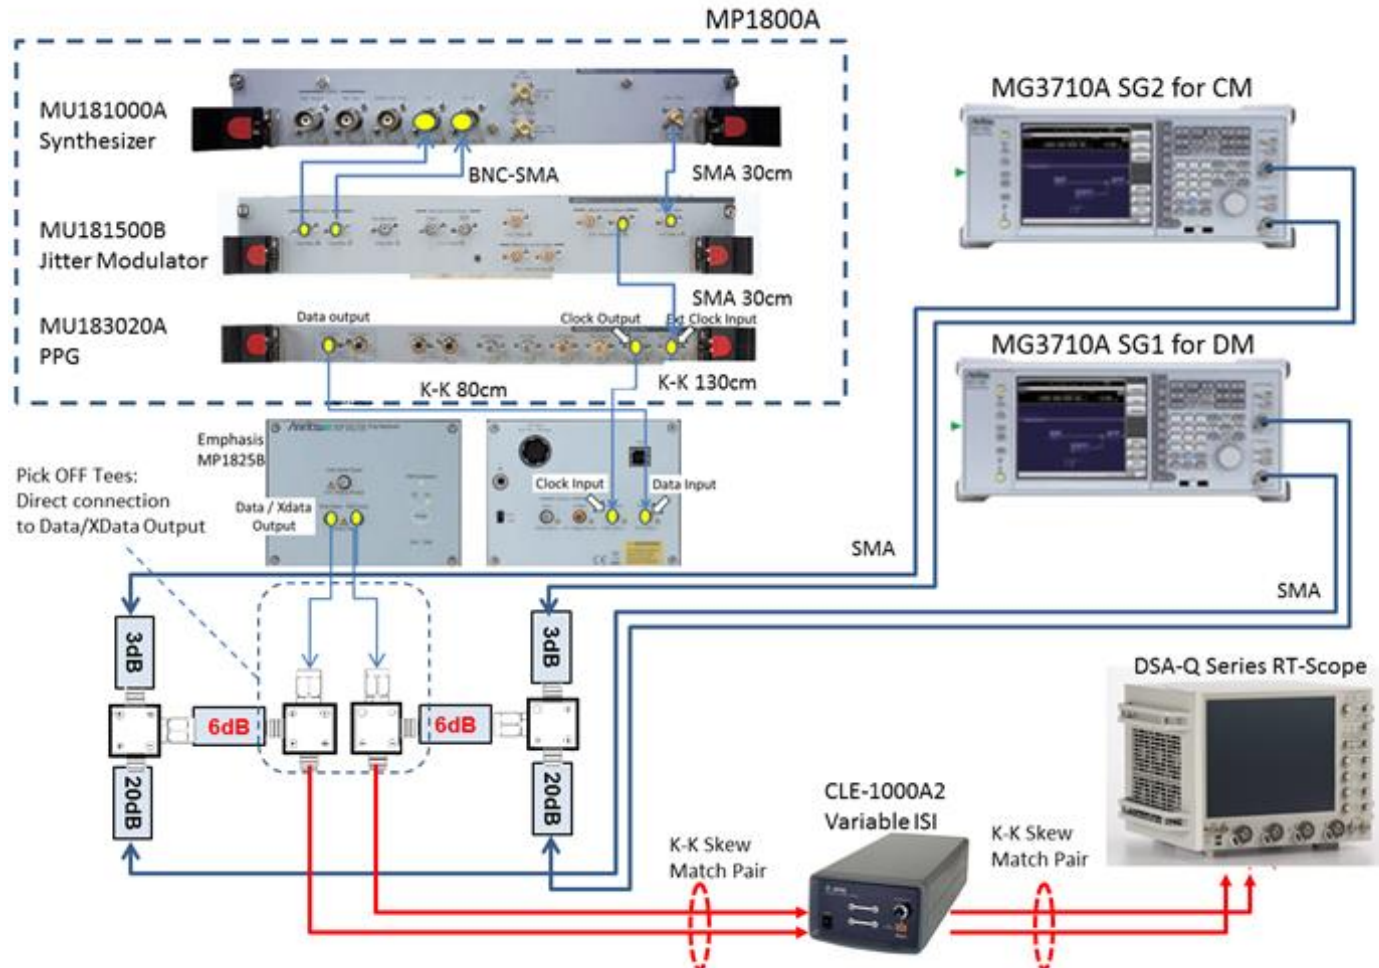 MP1800A
MU181000A
Synthesizer
BNC-SMA
SMA 30cm
MU181500B
Jitter Modulator
SMA 30cm
MU183020A
PPG
Data output
Clock Output
Ext Clock Input
K-K 80cm
K-K 130cm
MG3710A SG2 for CM
MG3710A SG1 for DM
Emphasis
MP1825B
Anritsu
Data / Xdata
Output
Clock Input
Data Input
Pick OFF Tees:
Direct connection
to Data/XData Output
SMA
SMA
3dB
6dB
20dB
3dB
6dB
20dB
K-K Skew
Match Pair
CLE-1000A2
Variable ISI
K-K Skew
Match Pair
DSA-Q Series RT-Scope